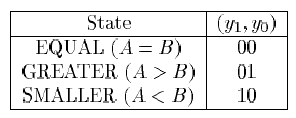 State (y₁, y₀)
EQUAL (A = B) 00
GREATER (A > B) 01
SMALLER (A < B) 10